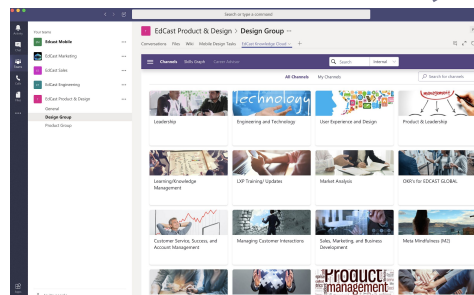 Search or type a command
Your teams
Edcast Mobile
EdCast Marketing
EdCast Sales
EdCast Engineering
EdCast Product & Design
General
Design Group
Product Group
EdCast Product & Design > Design Group
Conversations Files Wiki Mobile Design Tasks EdCast Knowledge Cloud
Channels Skills Graph Career Service
Search Internal
All Channels My Channels
Search for channels
Technology
management
Leadership
Engineering and Technology
User Experience and Design
Product & Leadership
Learning/Knowledge Management
LXP Training/ Updates
Market Analysis
OKR's for EDCAST GLOBAL
Customer Service, Success, and Account Management
Managing Customer Interactions
Sales, Marketing, and Business Development
Meta Mindfulness (M2)
Product
management